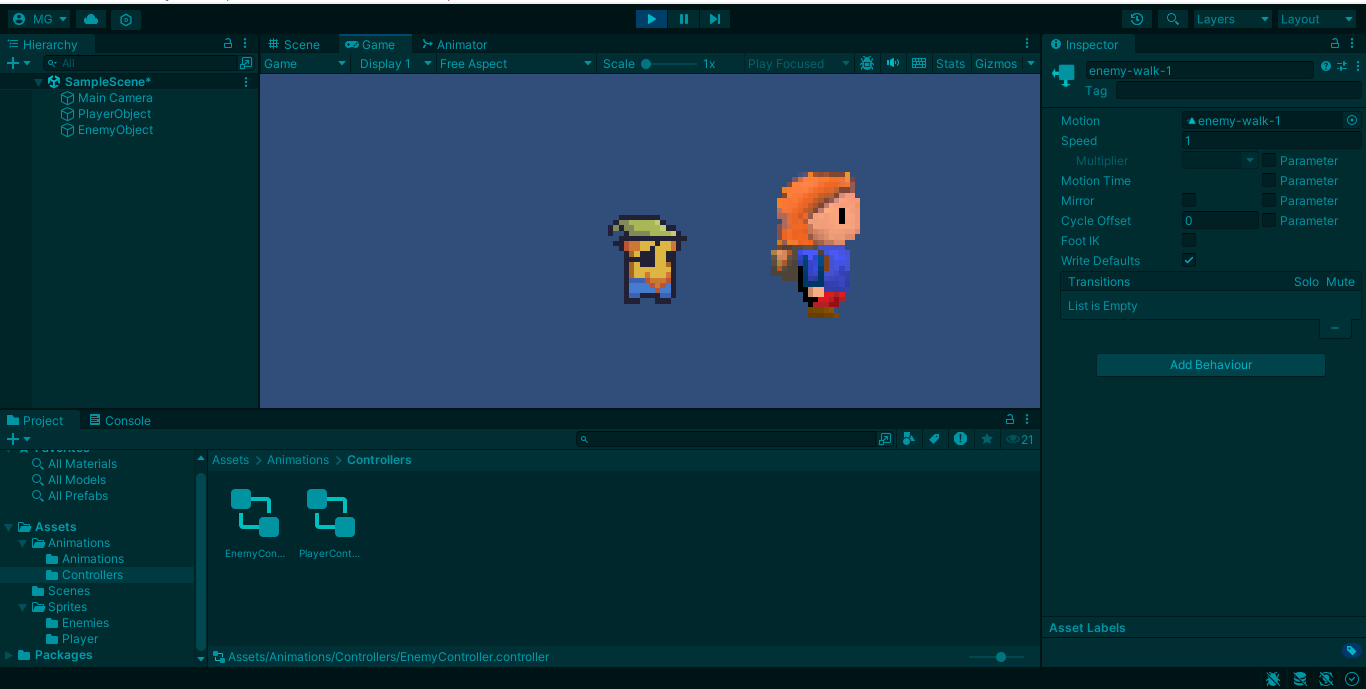 MG
Layers
Layout
Hierarchy
Scene
Game
Animator
Inspector
All
Game
Display 1
Free Aspect
Scale
1x
Play Focused
Stats
Gizmos
SampleScene*
Main Camera
PlayerObject
EnemyObject
enemy-walk-1
Tag
Motion
enemy-walk-1
Speed
1
Multiplier
Parameter
Motion Time
Parameter
Mirror
Parameter
Cycle Offset
0
Parameter
Foot IK
Write Defaults
Transitions
Solo Mute
List is Empty
Add Behaviour
Project
Console
21
Favorites
All Materials
All Models
All Prefabs
Assets
Animations
Animations
Controllers
Scenes
Sprites
Enemies
Player
Packages
Assets > Animations > Controllers
EnemyCon...
PlayerCont...
Assets/Animations/Controllers/EnemyController.controller
Asset Labels